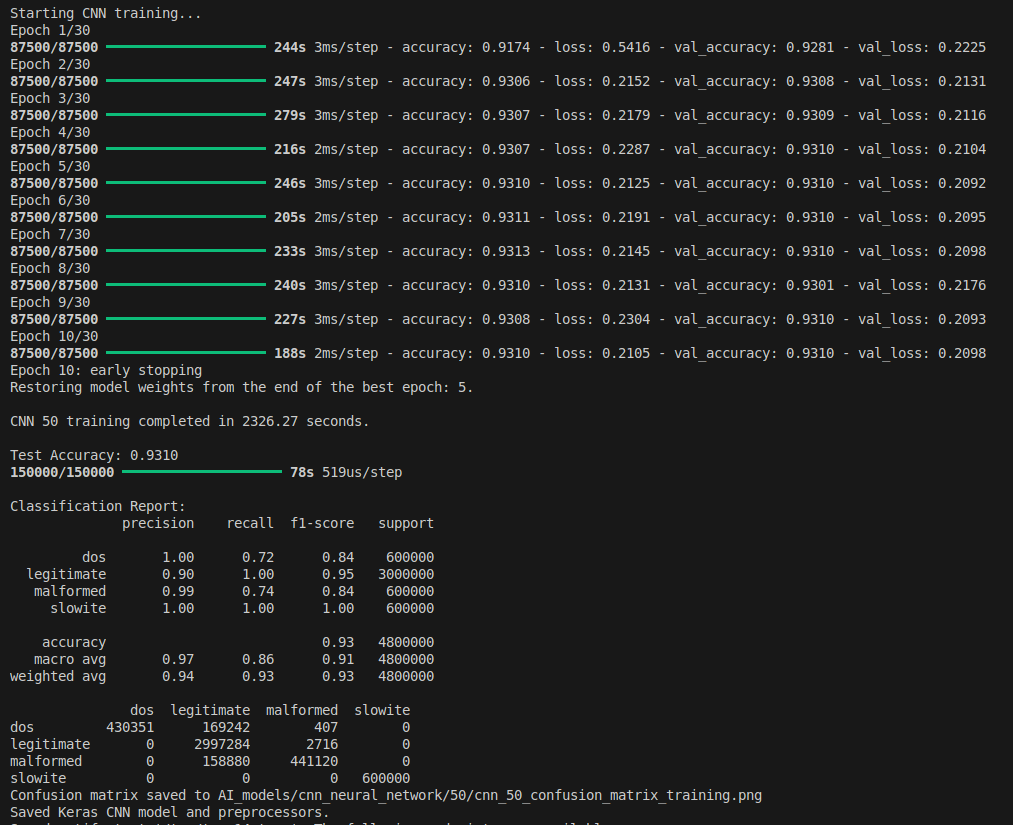 Starting CNN training...
Epoch 1/30
87500/87500 244s 3ms/step - accuracy: 0.9174 - loss: 0.5416 - val_accuracy: 0.9281 - val_loss: 0.2225
Epoch 2/30
87500/87500 247s 3ms/step - accuracy: 0.9306 - loss: 0.2152 - val_accuracy: 0.9308 - val_loss: 0.2131
Epoch 3/30
87500/87500 279s 3ms/step - accuracy: 0.9307 - loss: 0.2179 - val_accuracy: 0.9309 - val_loss: 0.2116
Epoch 4/30
87500/87500 216s 2ms/step - accuracy: 0.9307 - loss: 0.2287 - val_accuracy: 0.9310 - val_loss: 0.2104
Epoch 5/30
87500/87500 246s 3ms/step - accuracy: 0.9310 - loss: 0.2125 - val_accuracy: 0.9310 - val_loss: 0.2092
Epoch 6/30
87500/87500 205s 2ms/step - accuracy: 0.9311 - loss: 0.2191 - val_accuracy: 0.9310 - val_loss: 0.2095
Epoch 7/30
87500/87500 233s 3ms/step - accuracy: 0.9313 - loss: 0.2145 - val_accuracy: 0.9310 - val_loss: 0.2098
Epoch 8/30
87500/87500 240s 3ms/step - accuracy: 0.9310 - loss: 0.2131 - val_accuracy: 0.9301 - val_loss: 0.2176
Epoch 9/30
87500/87500 227s 3ms/step - accuracy: 0.9308 - loss: 0.2304 - val_accuracy: 0.9310 - val_loss: 0.2093
Epoch 10/30
87500/87500 188s 2ms/step - accuracy: 0.9310 - loss: 0.2105 - val_accuracy: 0.9310 - val_loss: 0.2098
Epoch 10: early stopping
Restoring model weights from the end of the best epoch: 5.
CNN 50 training completed in 2326.27 seconds.
Test Accuracy: 0.9310
150000/150000 78s 519us/step
Classification Report:
precision recall f1-score support
dos 1.00 0.72 0.84 600000
legitimate 0.90 1.00 0.95 3000000
malformed 0.99 0.74 0.84 600000
slowite 1.00 1.00 1.00 600000
accuracy 0.93 4800000
macro avg 0.97 0.86 0.91 4800000
weighted avg 0.94 0.93 0.93 4800000
dos legitimate malformed slowite
dos 430351 169242 407 0
legitimate 0 2997284 2716 0
malformed 0 158880 441120 0
slowite 0 0 0 600000
Confusion matrix saved to AI_models/cnn_neural_network/50/cnn_50_confusion_matrix_training.png
Saved Keras CNN model and preprocessors.